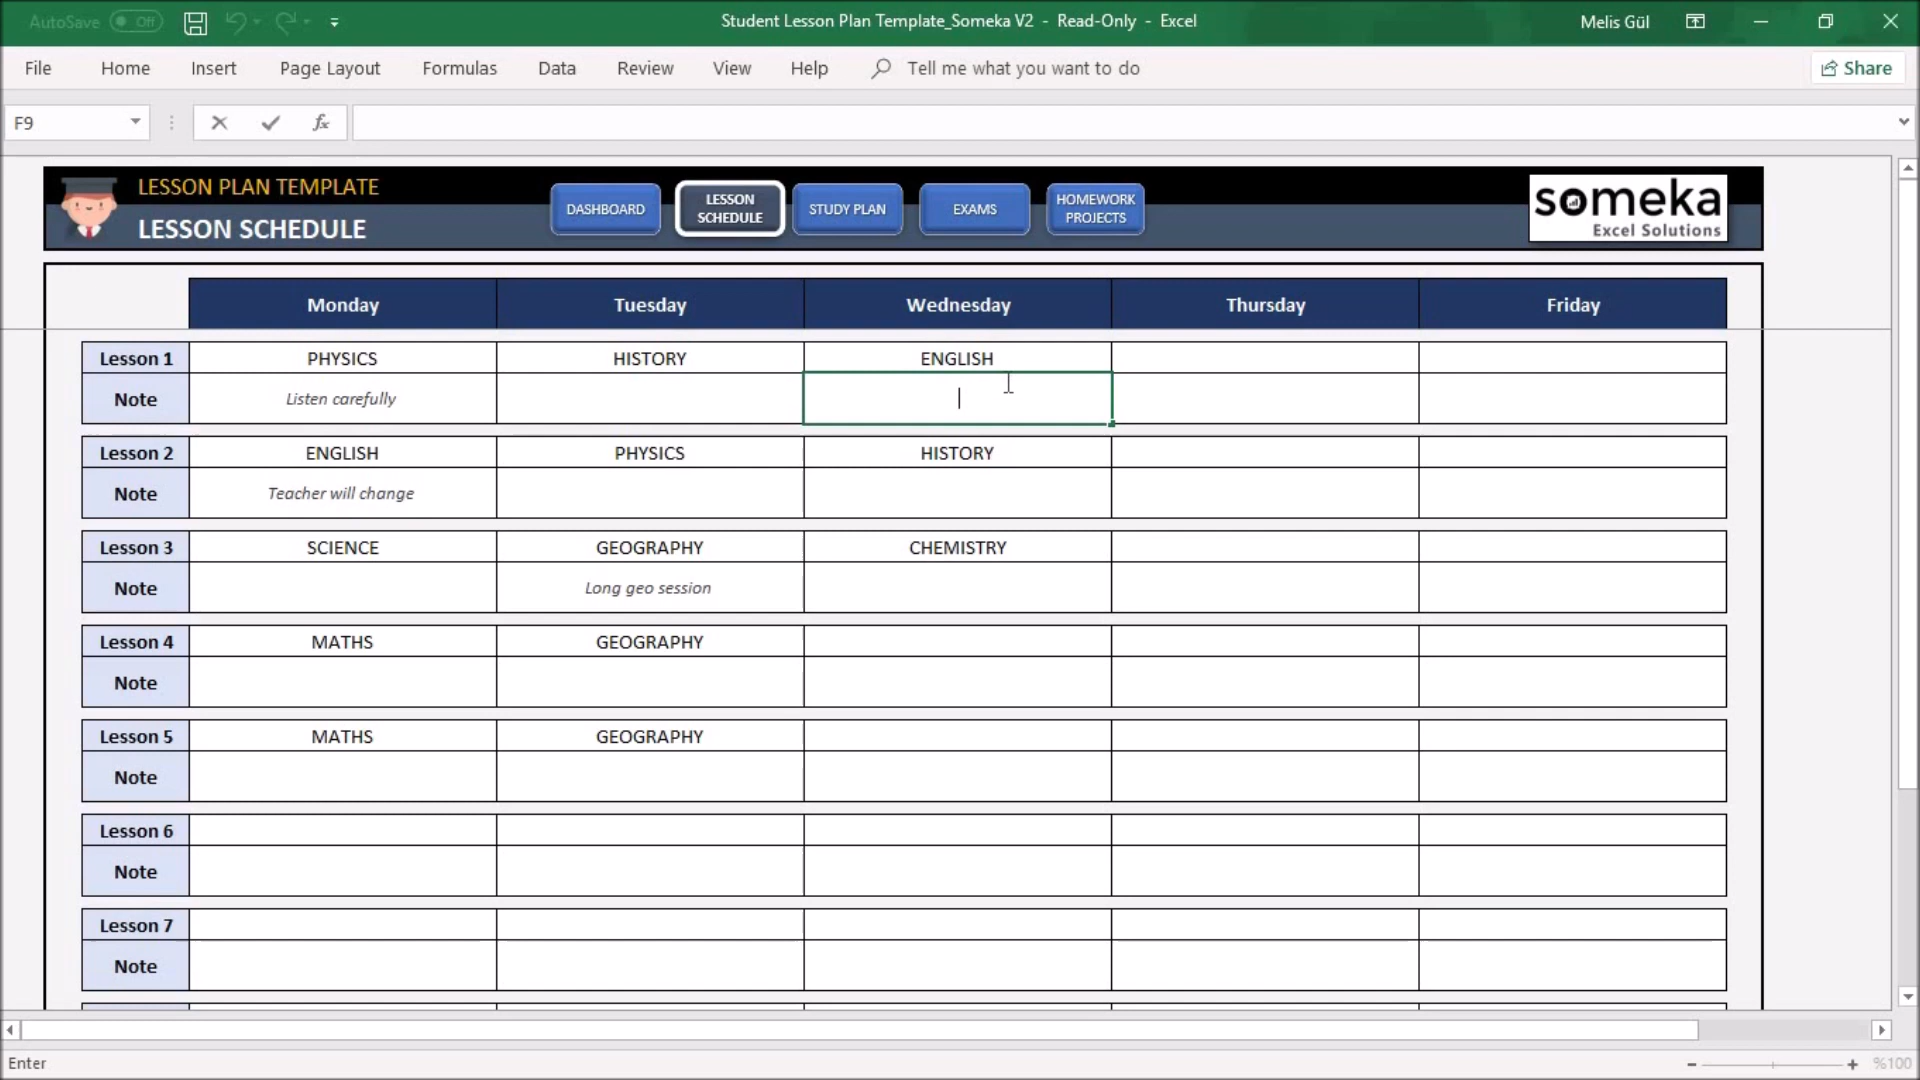 AutoSave Off
Student Lesson Plan Template_Someka V2 - Read-Only - Excel
Melis Gül
File Home Insert Page Layout Formulas Data Review View Help Tell me what you want to do
Share
F9
fx
LESSON PLAN TEMPLATE
LESSON SCHEDULE
DASHBOARD
LESSON
SCHEDULE
STUDY PLAN
EXAMS
HOMEWORK
PROJECTS
someka
Excel Solutions
Monday Tuesday Wednesday Thursday Friday
Lesson 1 PHYSICS HISTORY ENGLISH
Note Listen carefully
Lesson 2 ENGLISH PHYSICS HISTORY
Note Teacher will change
Lesson 3 SCIENCE GEOGRAPHY CHEMISTRY
Note Long geo session
Lesson 4 MATHS GEOGRAPHY
Note
Lesson 5 MATHS GEOGRAPHY
Note
Lesson 6
Note
Lesson 7
Note
Enter
%100